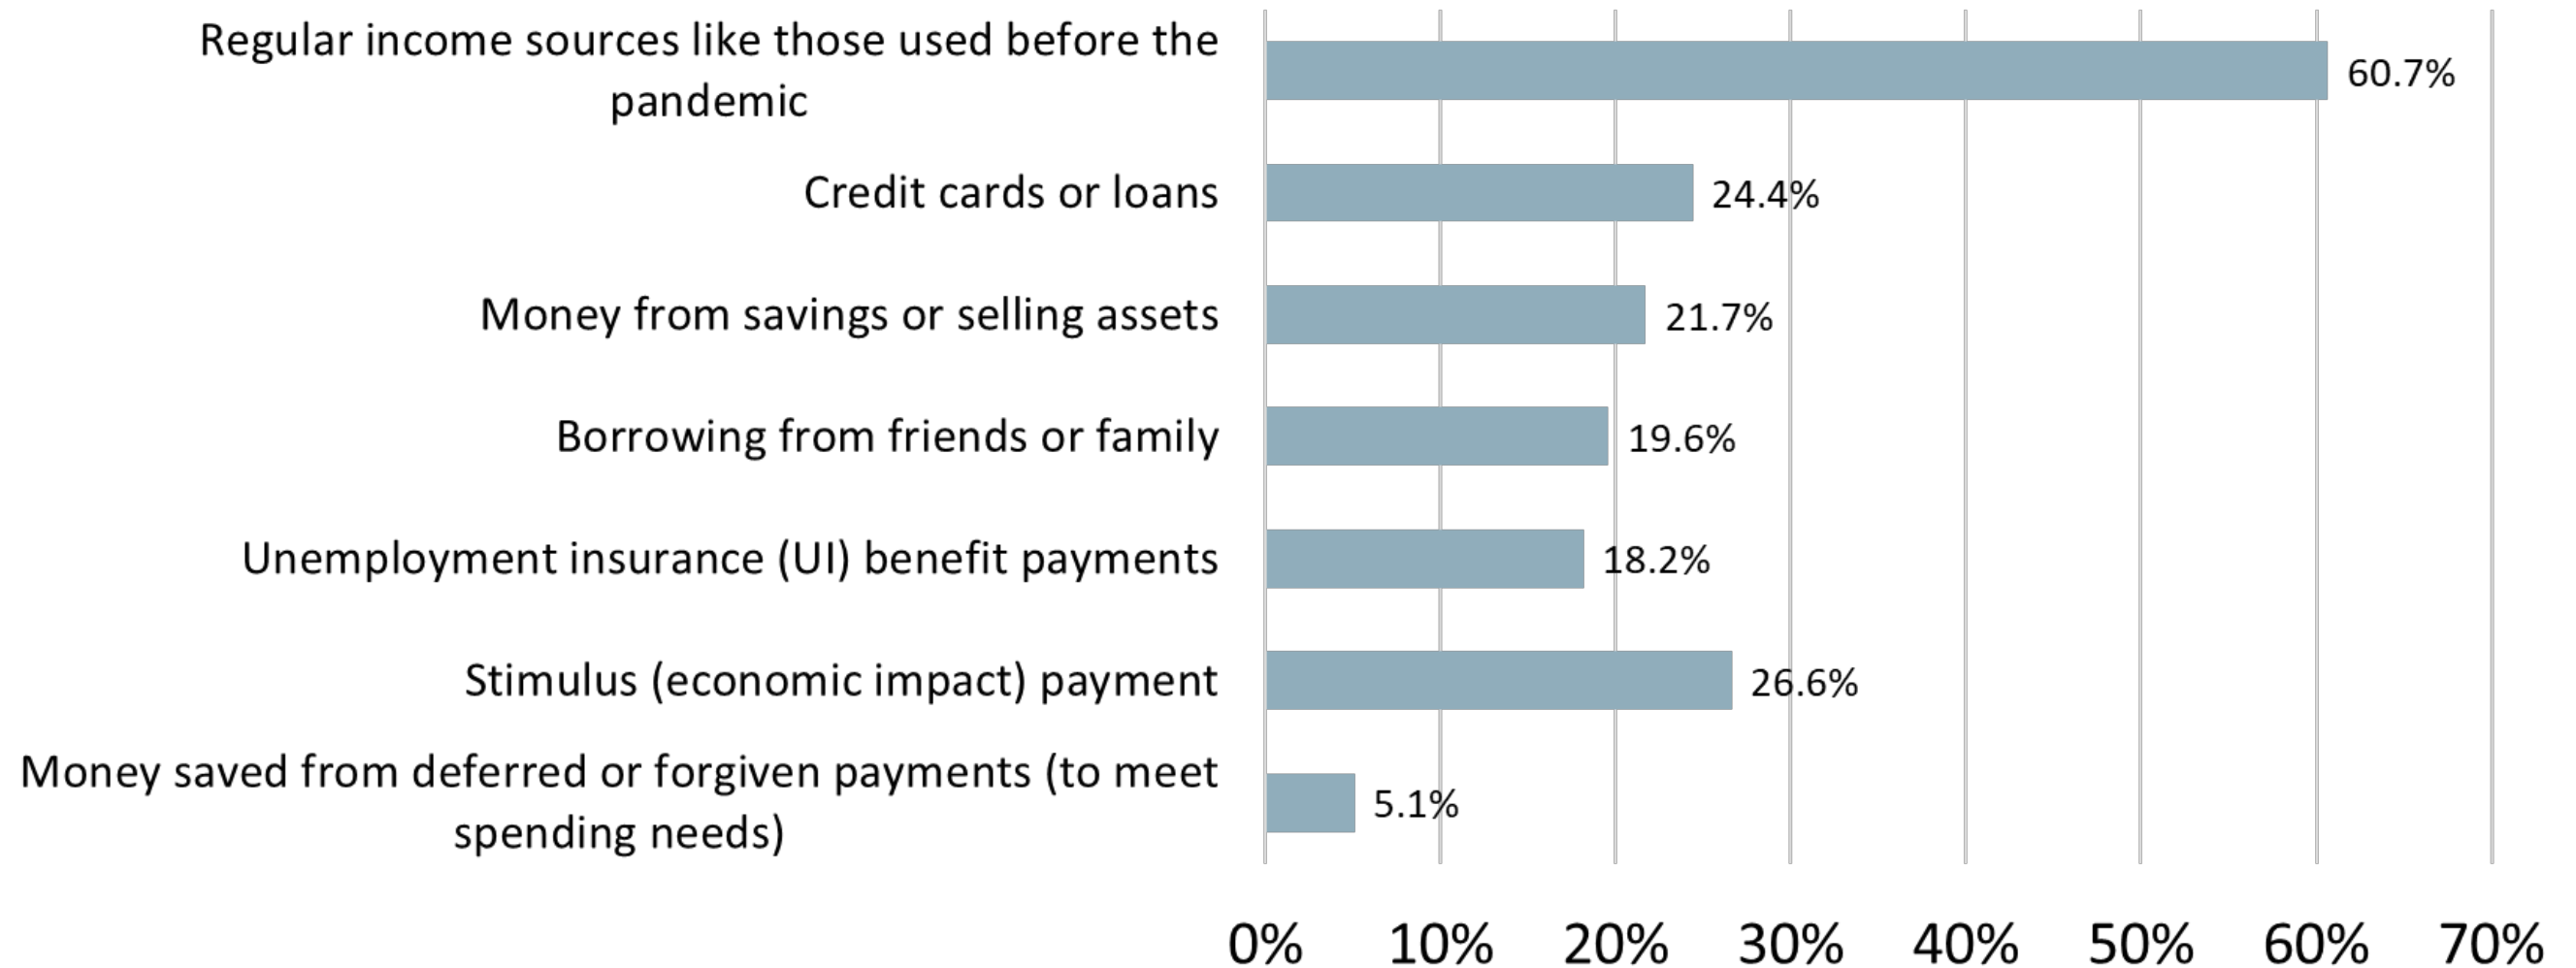 Regular income sources like those used before the
pandemic
60.7%
Credit cards or loans
24.4%
Money from savings or selling assets
21.7%
Borrowing from friends or family
19.6%
Unemployment insurance (UI) benefit payments
18.2%
Stimulus (economic impact) payment
26.6%
Money saved from deferred or forgiven payments (to meet
spending needs)
5.1%
0% 10% 20% 30% 40% 50% 60% 70%